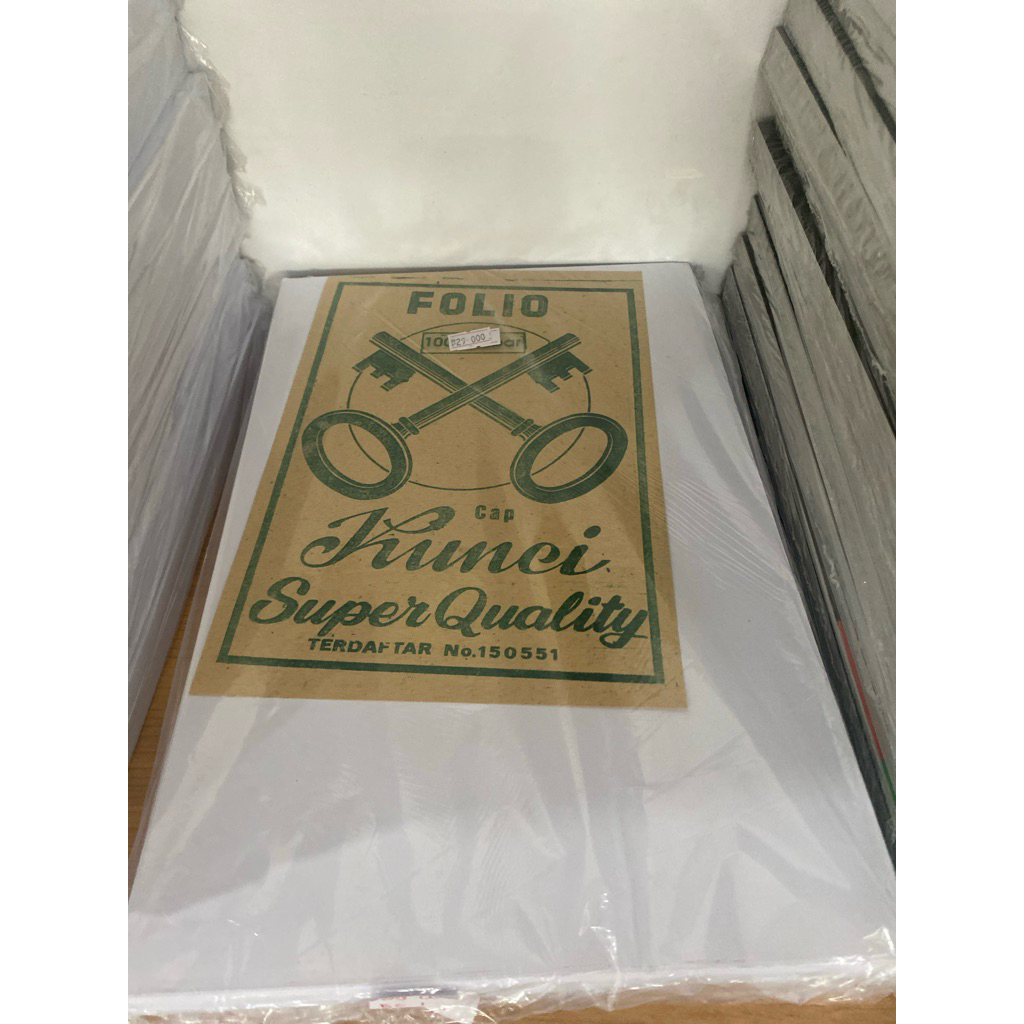 FOLIO
Cap
Kunci
Super Quality
TERDAFTAR No.150551